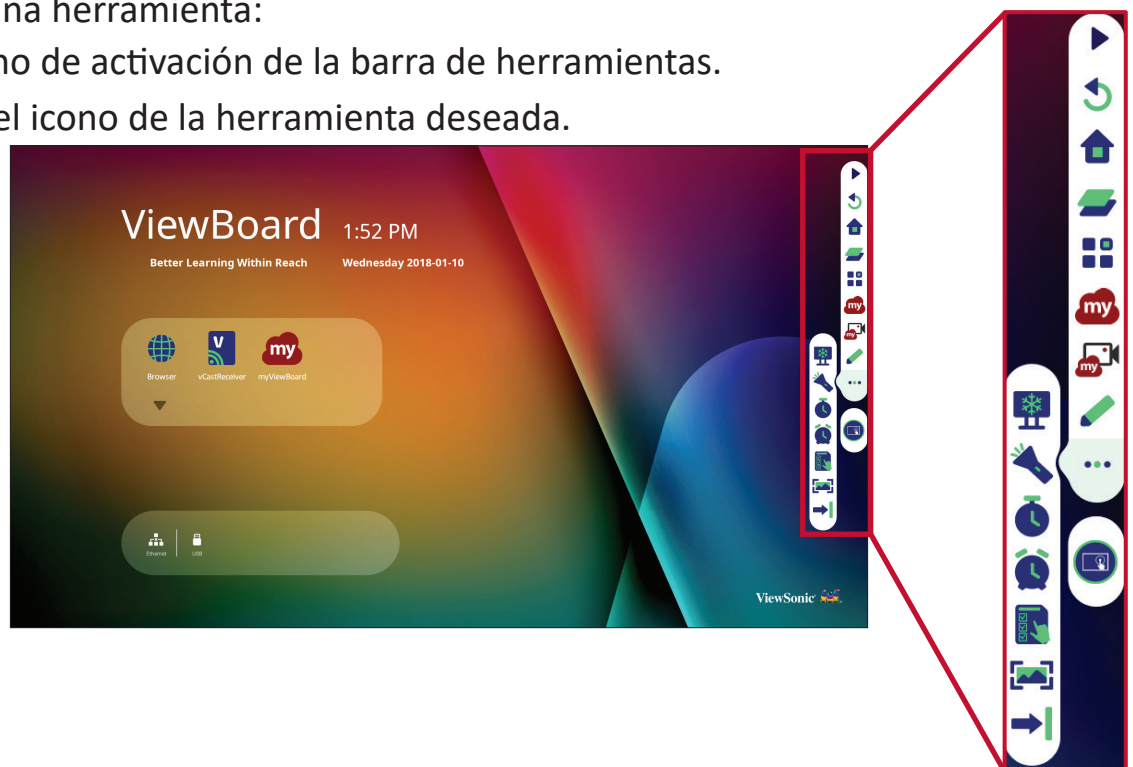 na herramienta:
no de activación de la barra de herramientas.
el icono de la herramienta deseada.
ViewBoard 1:52 PM
Better Learning Within Reach Wednesday 2018-01-10
V
my
Browser vCastReceiver myViewBoard
Ethernet USB
ViewSonic
my
my
my
my